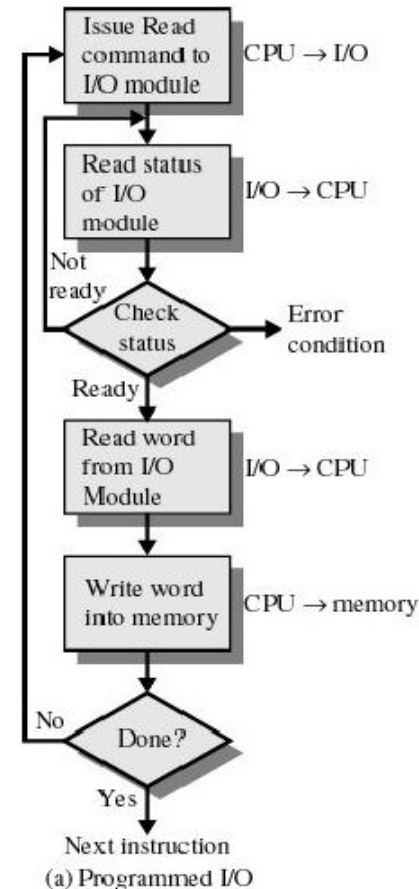 Issue Read
command to
I/O module
CPU → I/O
Read status
of I/O
module
I/O → CPU
Not
ready
Check
status
Error
condition
Ready
Read word
from I/O
Module
I/O → CPU
Write word
into memory
CPU → memory
No
Done?
Yes
Next instruction
(a) Programmed I/O